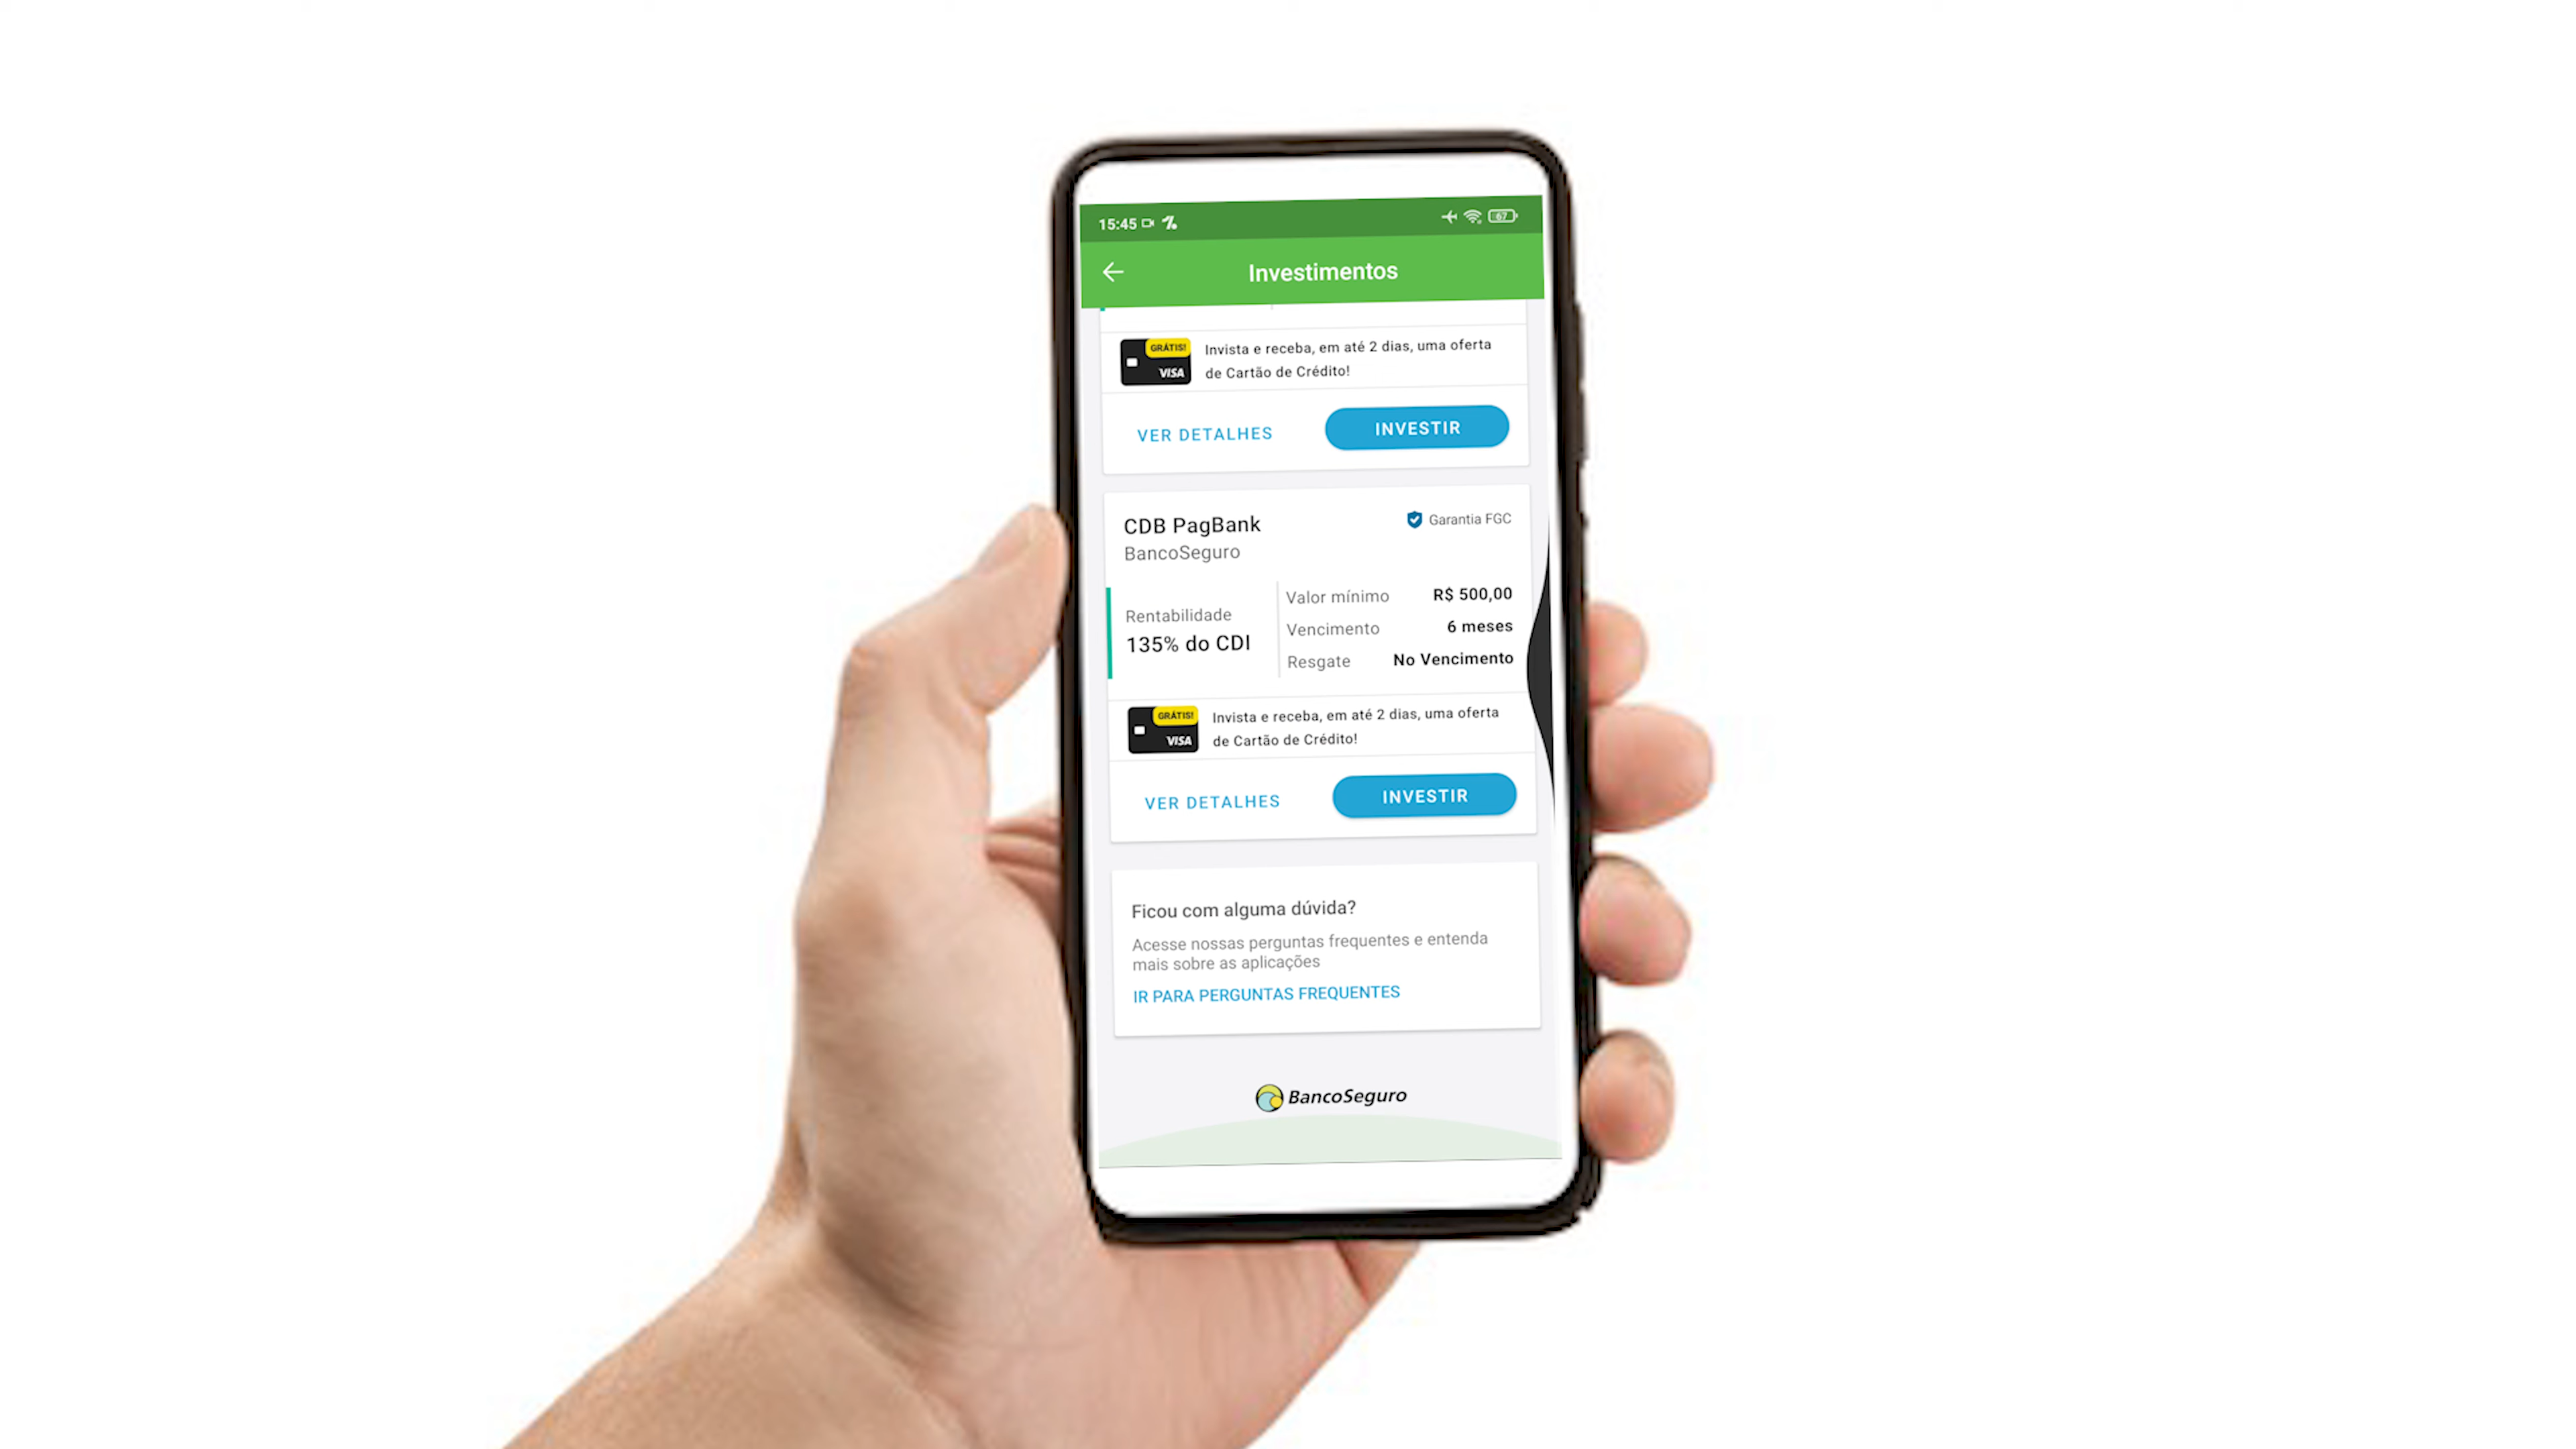 15:45
67
Investimentos
GRÁTIS!
VISA
Invista e receba, em até 2 dias, uma oferta
de Cartão de Crédito!
VER DETALHES
INVESTIR
CDB PagBank
Garantia FGC
BancoSeguro
Rentabilidade
135% do CDI
Valor mínimo R$ 500,00
Vencimento 6 meses
Resgate No Vencimento
GRÁTIS!
VISA
Invista e receba, em até 2 dias, uma oferta
de Cartão de Crédito!
VER DETALHES
INVESTIR
Ficou com alguma dúvida?
Acesse nossas perguntas frequentes e entenda
mais sobre as aplicações
IR PARA PERGUNTAS FREQUENTES
BancoSeguro